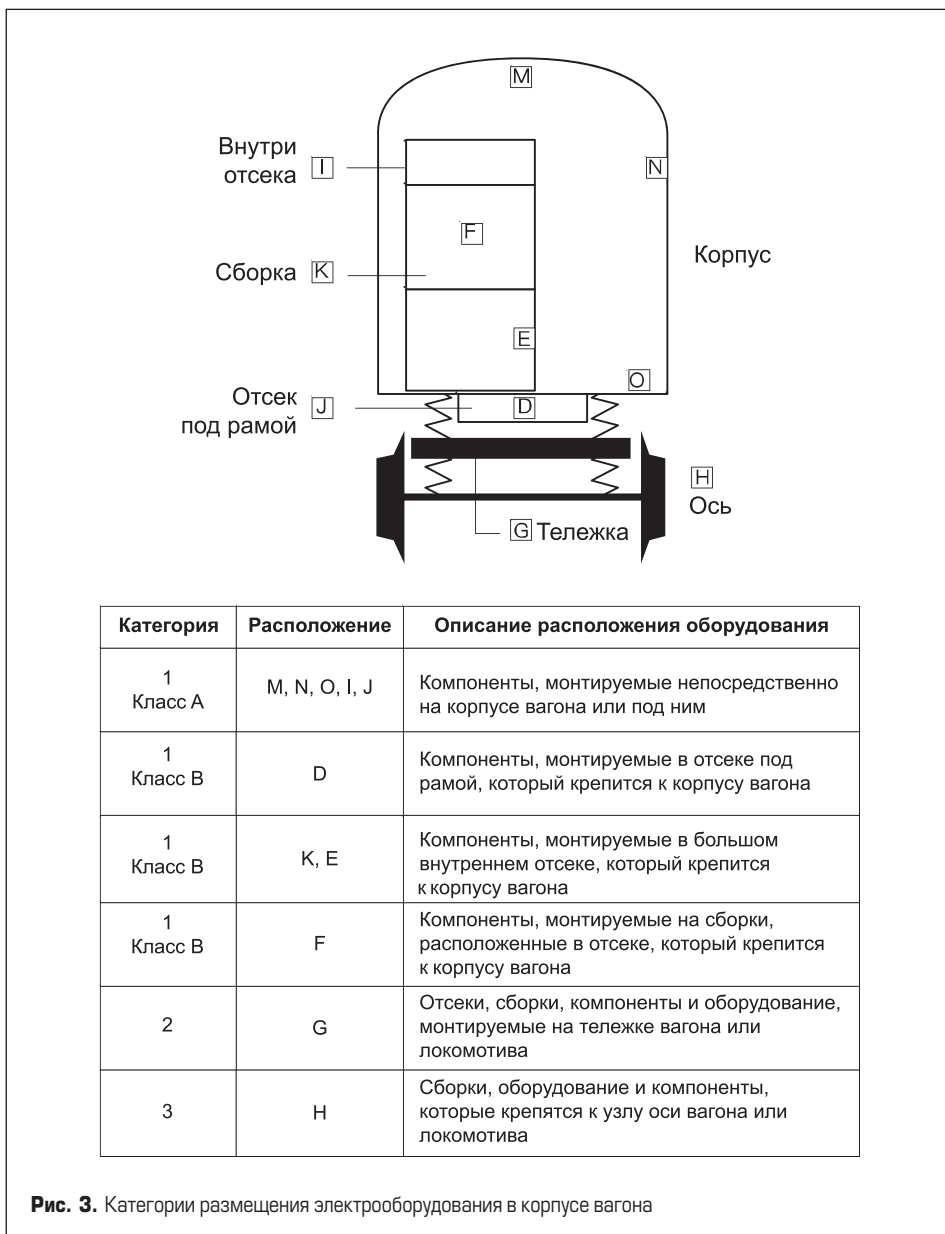 M
Внутри
отсека I
N
F
Корпус
Сборка K
E
O
Отсек
под рамой J
D
H
Ось
G Тележка
Категория Расположение Описание расположения оборудования
1
Класс А
M, N, O, I, J
Компоненты, монтируемые непосредственно
на корпусе вагона или под ним
1
Класс В
D
Компоненты, монтируемые в отсеке под
рамой, который крепится к корпусу вагона
1
Класс В
K, E
Компоненты, монтируемые в большом
внутреннем отсеке, который крепится
к корпусу вагона
1
Класс В
F
Компоненты, монтируемые на сборки,
расположенные в отсеке, который крепится
к корпусу вагона
2
G
Отсеки, сборки, компоненты и оборудование,
монтируемые на тележке вагона или
локомотива
3
H
Сборки, оборудование и компоненты,
которые крепятся к узлу оси вагона или
локомотива
Рис. 3. Категории размещения электрооборудования в корпусе вагона